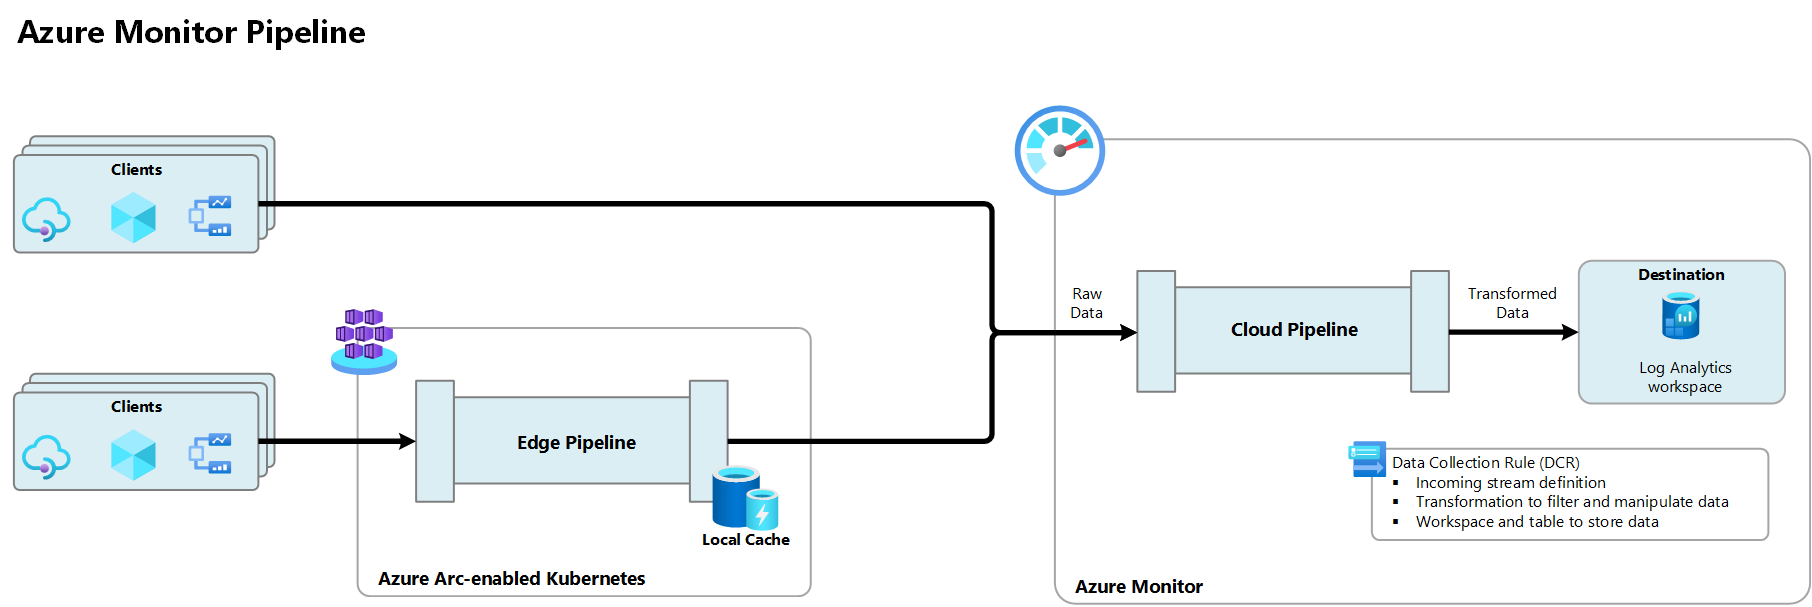 Azure Monitor Pipeline
Clients
Clients
Edge Pipeline
Local Cache
Azure Arc-enabled Kubernetes
Raw
Data
Cloud Pipeline
Transformed
Data
Destination
Log Analytics
workspace
Data Collection Rule (DCR)
▪ Incoming stream definition
▪ Transformation to filter and manipulate data
▪ Workspace and table to store data
Azure Monitor